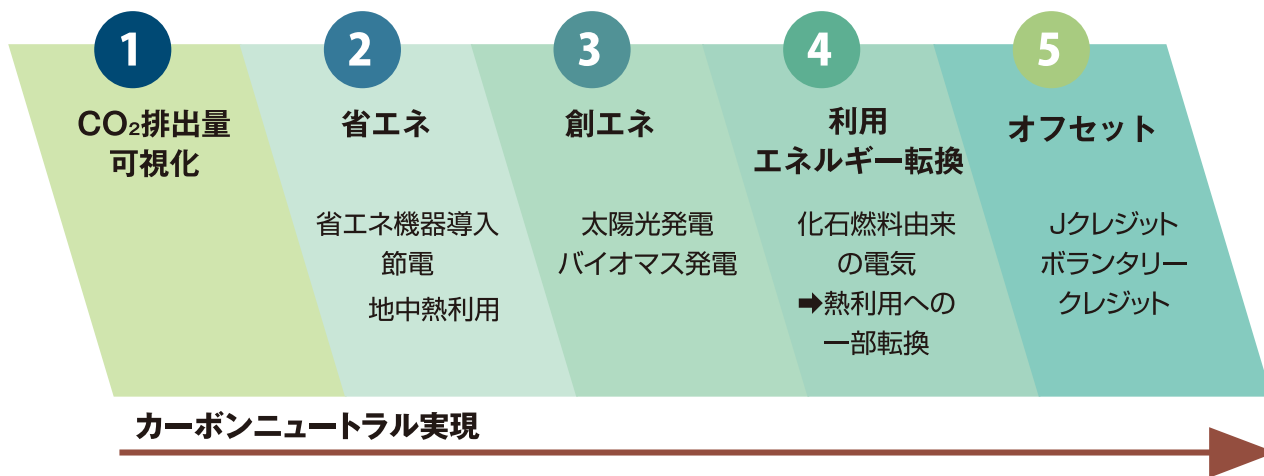 1
CO₂排出量
可視化
2
省エネ
省エネ機器導入
節電
地中熱利用
3
創エネ
太陽光発電
バイオマス発電
4
利用
エネルギー転換
化石燃料由来
の電気
➡熱利用への
一部転換
5
オフセット
Jクレジット
ボランタリー
クレジット
カーボンニュートラル実現